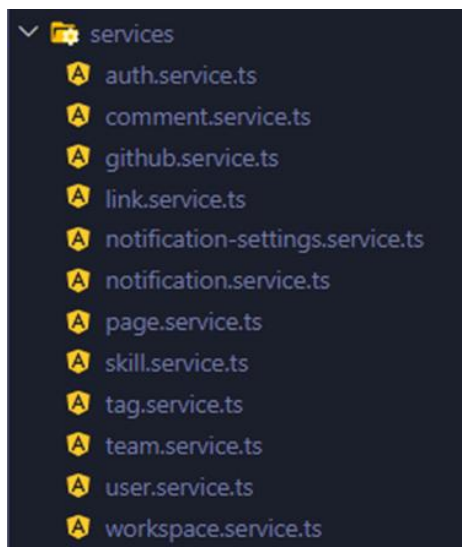 services
auth.service.ts
comment.service.ts
github.service.ts
link.service.ts
notification-settings.service.ts
notification.service.ts
page.service.ts
skill.service.ts
tag.service.ts
team.service.ts
user.service.ts
workspace.service.ts